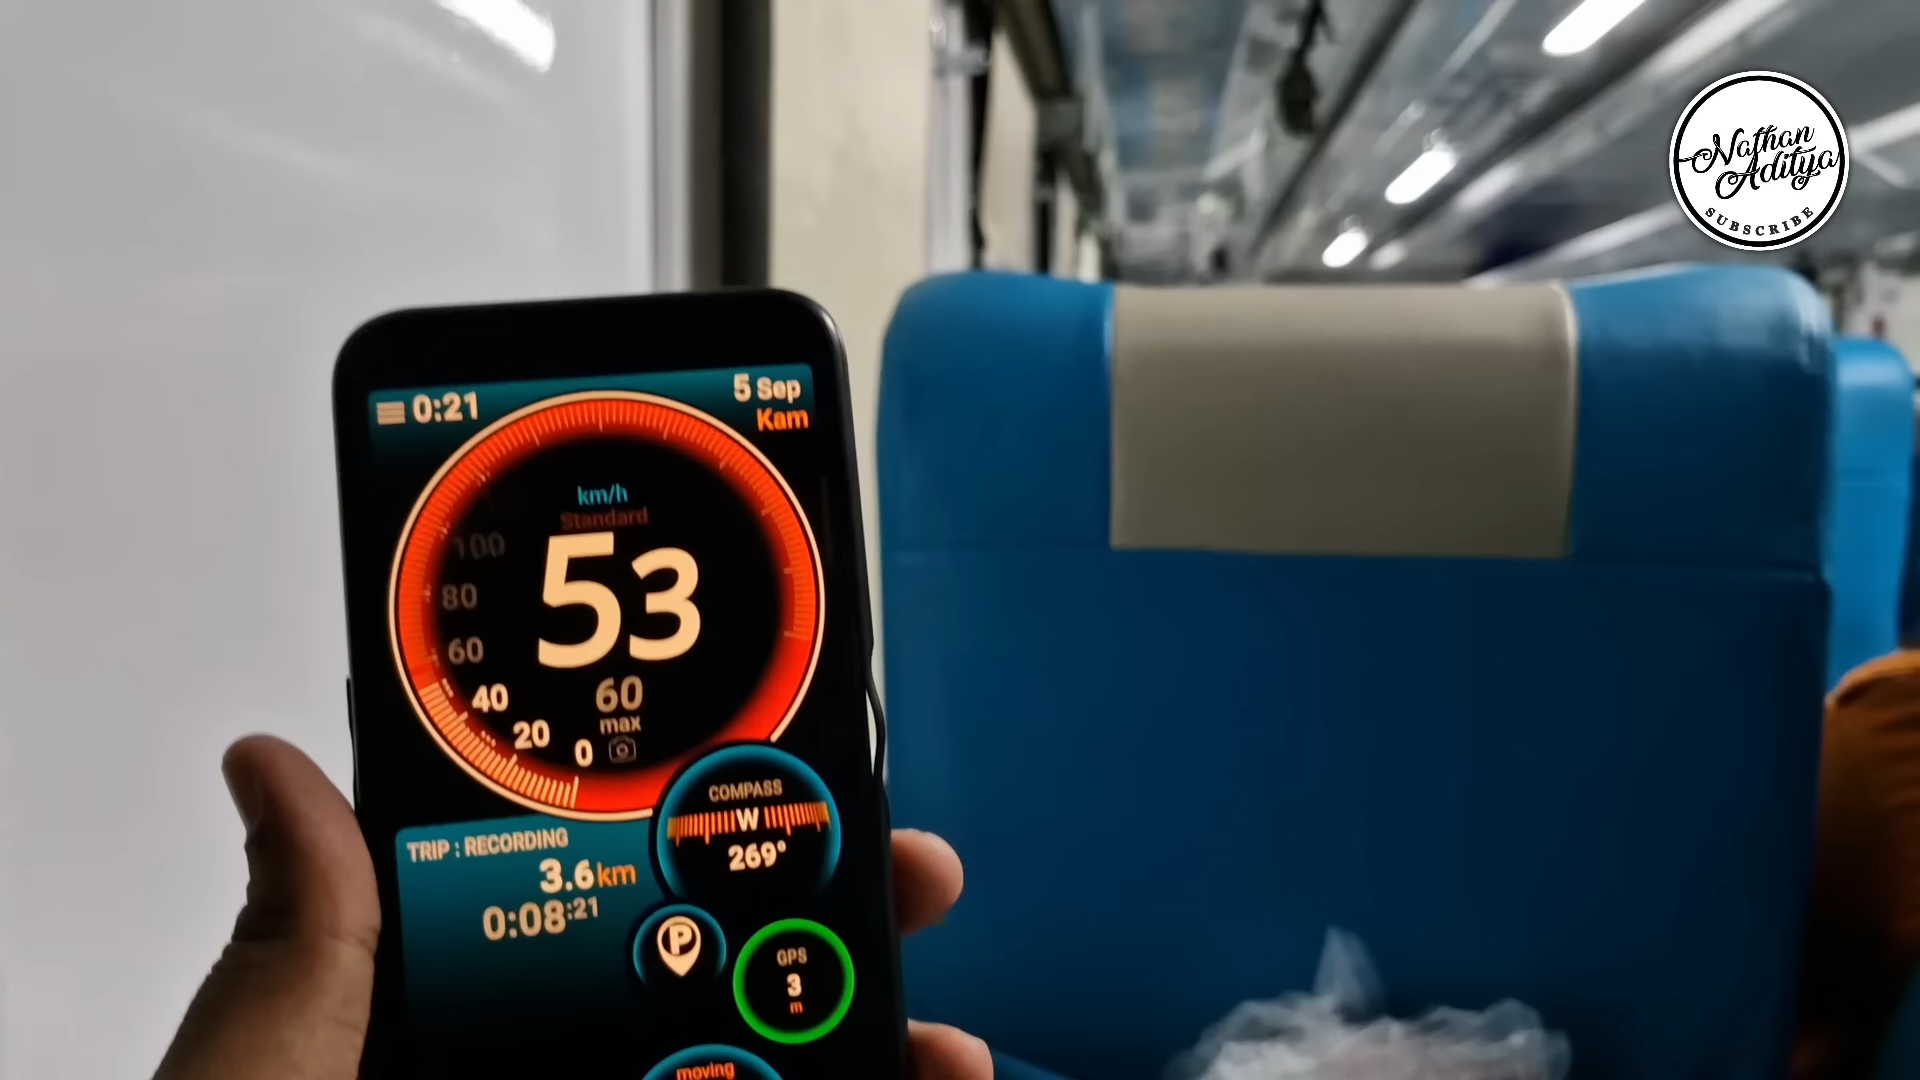 Nathan
Aditya
SUBSCRIBE
0:21
5 Sep
Kam
km/h
Standard
53
100
80
60
40
20
0
60
max
COMPASS
W
269°
TRIP : RECORDING
3.6km
0:08:21
P
GPS
3
m
moving